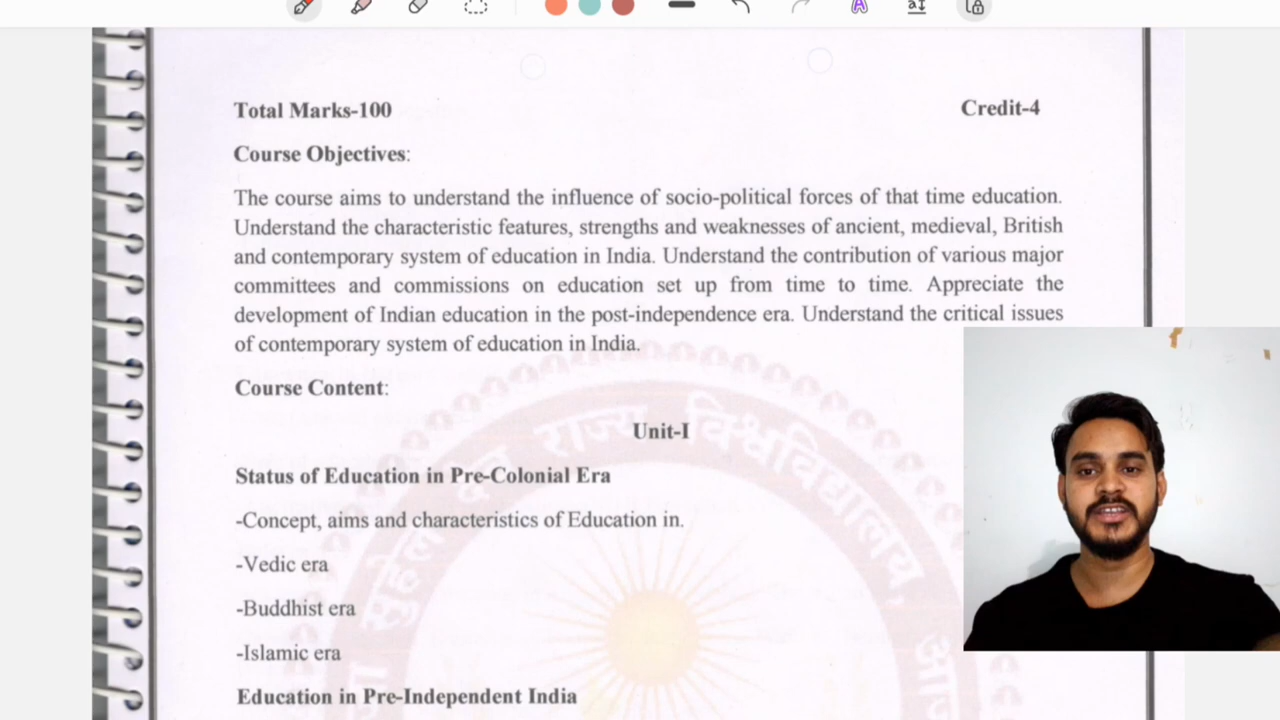 Total Marks-100 Credit-4
Course Objectives:
The course aims to understand the influence of socio-political forces of that time education.
Understand the characteristic features, strengths and weaknesses of ancient, medieval, British
and contemporary system of education in India. Understand the contribution of various major
committees and commissions on education set up from time to time. Appreciate the
development of Indian education in the post-independence era. Understand the critical issues
of contemporary system of education in India.
Course Content:
Unit-I
Status of Education in Pre-Colonial Era
-Concept, aims and characteristics of Education in.
-Vedic era
-Buddhist era
-Islamic era
Education in Pre-Independent India
राज्य विश्वविद्यालय,